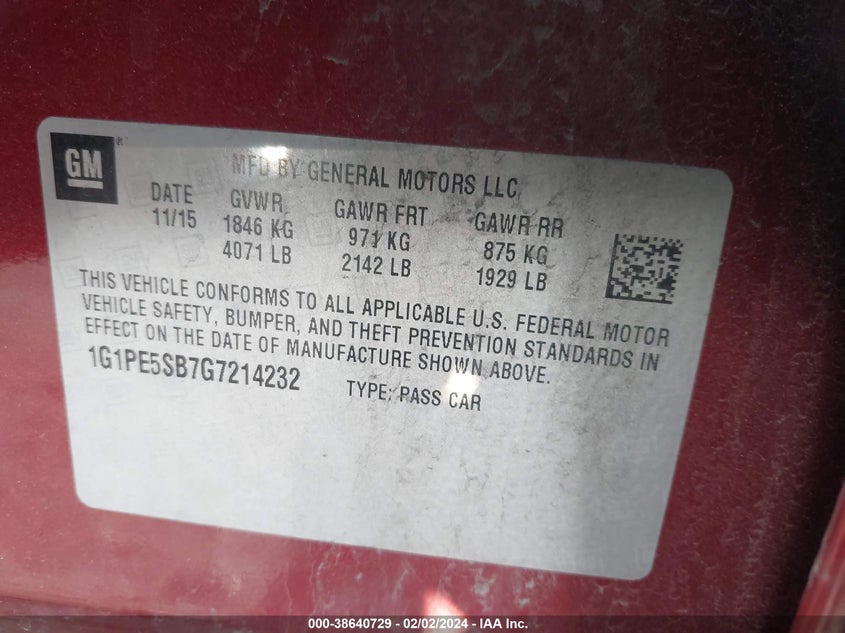 GM
MFD BY GENERAL MOTORS LLC
DATE GVWR GAWR FRT GAWR RR
11/15 1846 KG 971 KG 875 KG
4071 LB 2142 LB 1929 LB
THIS VEHICLE CONFORMS TO ALL APPLICABLE U.S. FEDERAL MOTOR
VEHICLE SAFETY, BUMPER, AND THEFT PREVENTION STANDARDS IN
EFFECT ON THE DATE OF MANUFACTURE SHOWN ABOVE.
1G1PE5SB7G7214232 TYPE: PASS CAR
000-38640729 - 02/02/2024 - IAA Inc.